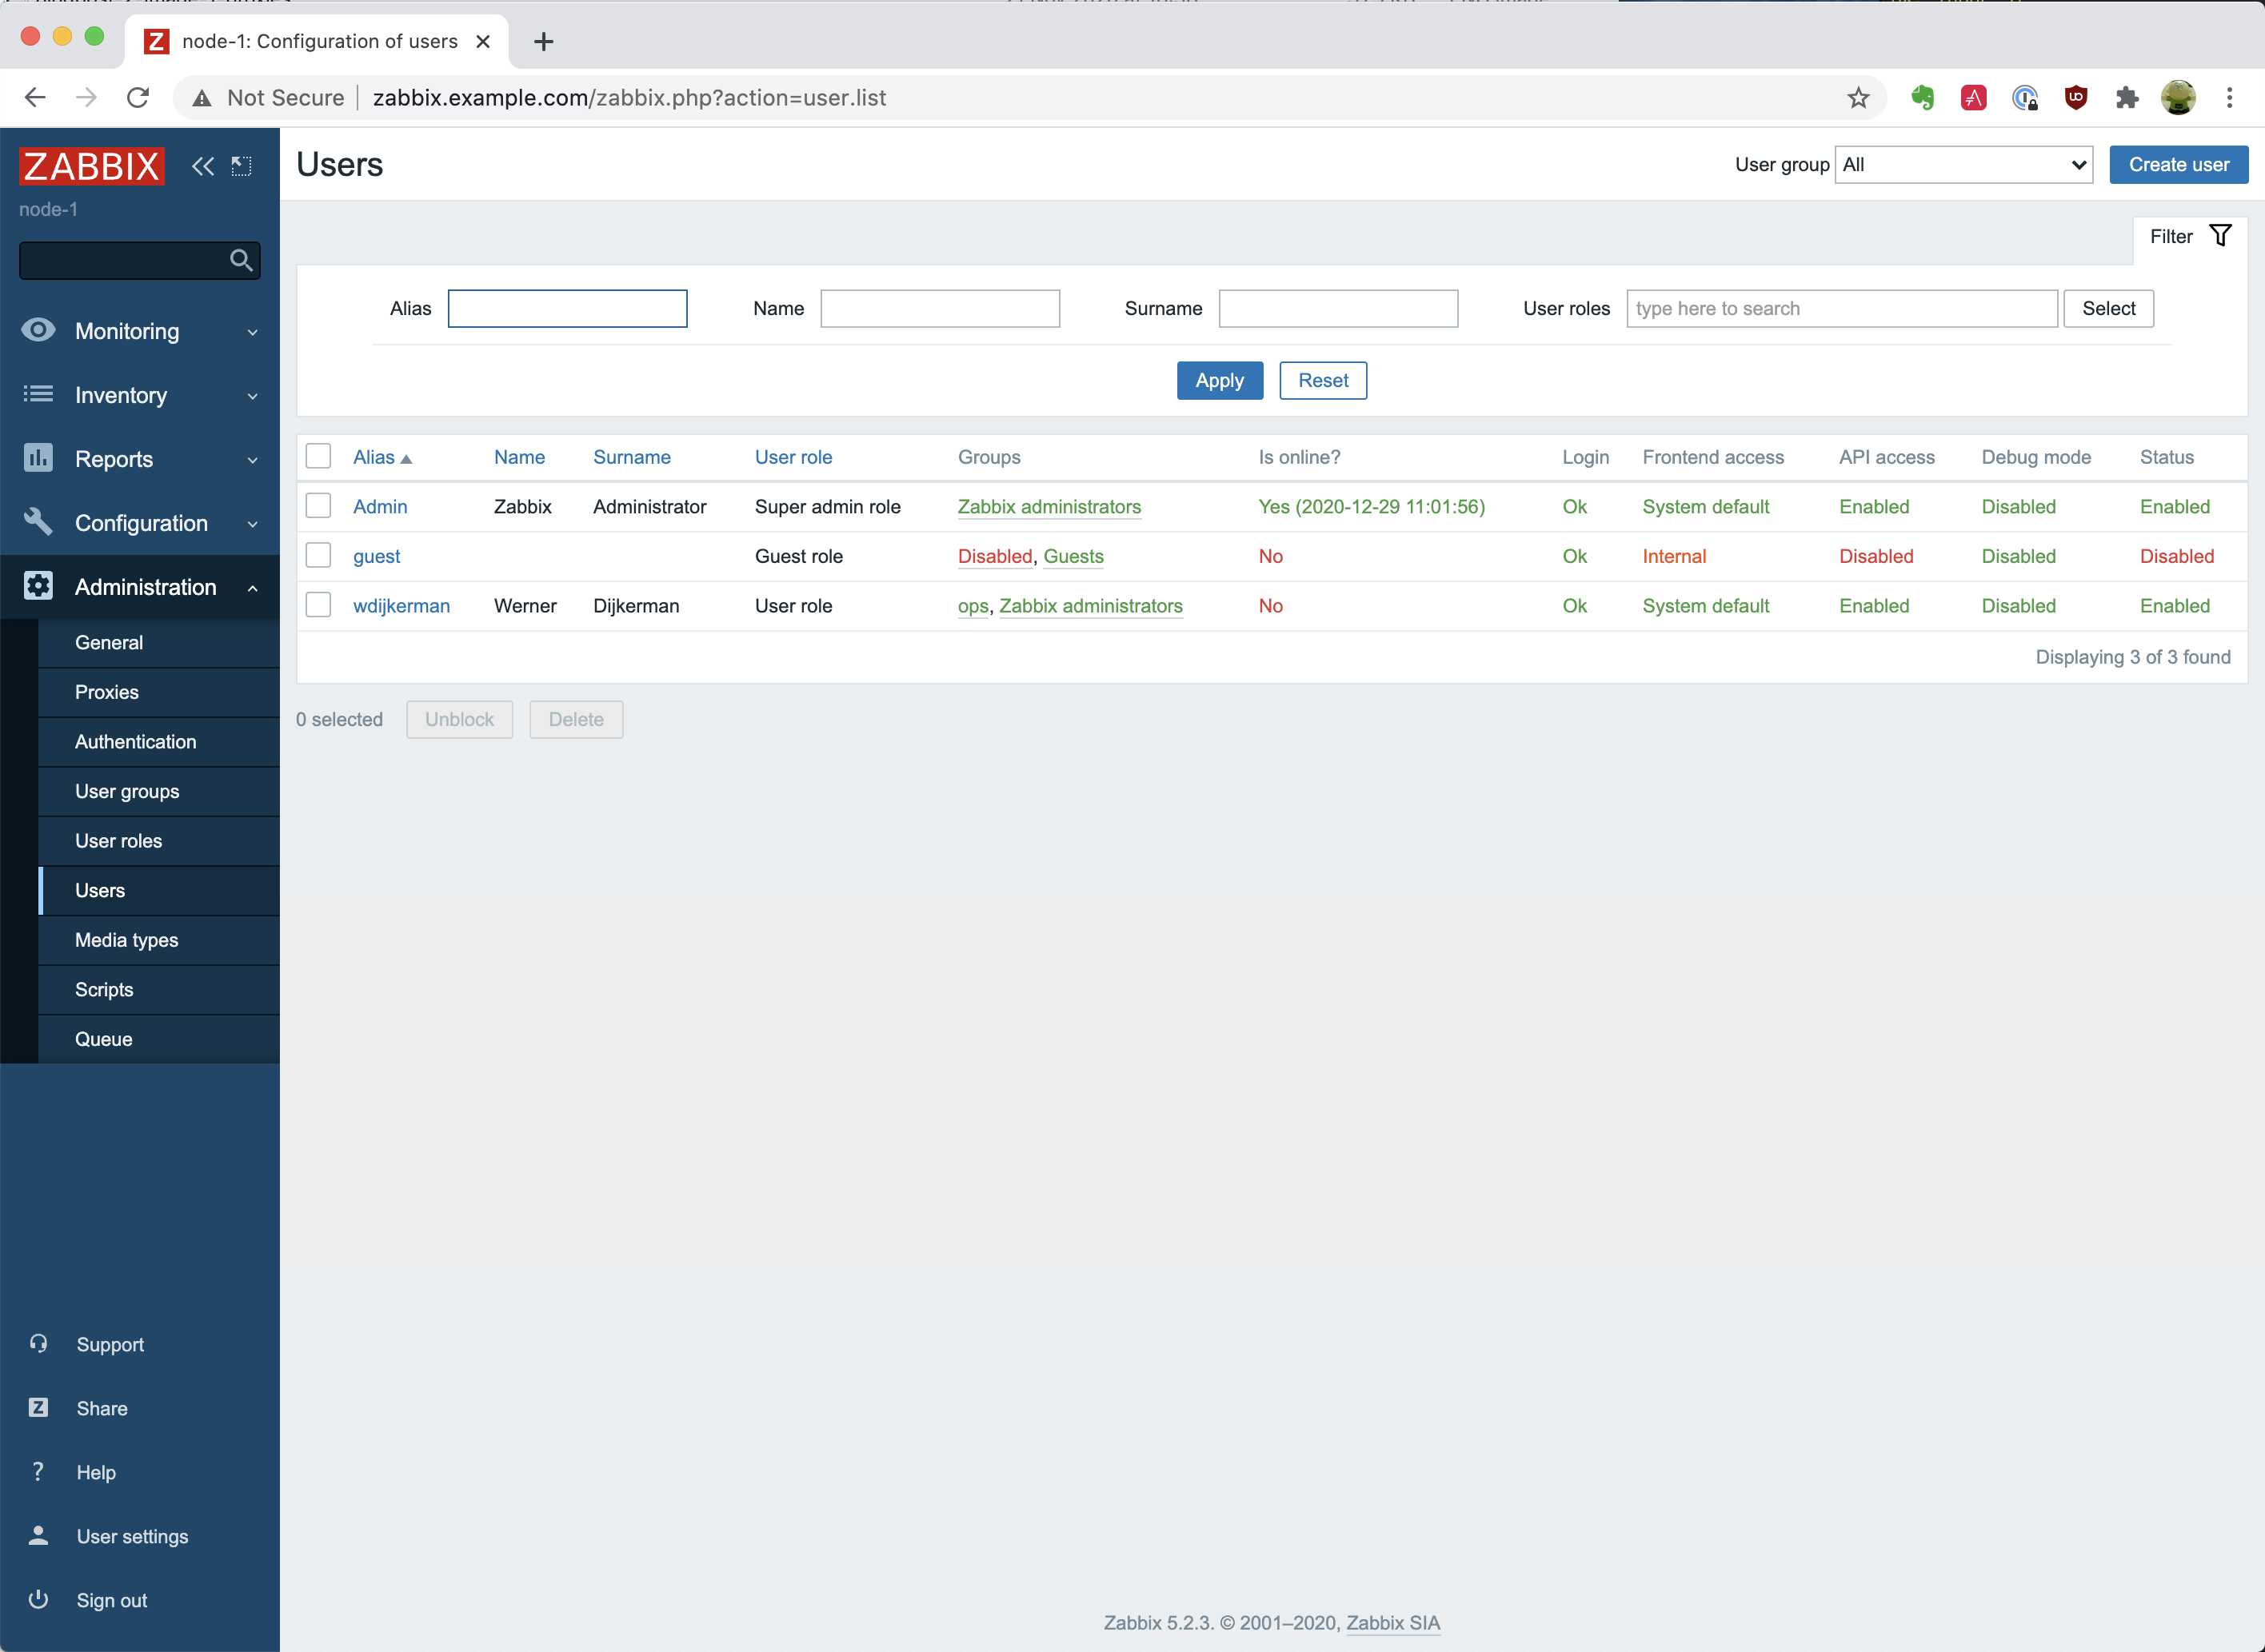 node-1: Configuration of users
Not Secure zabbix.example.com/zabbix.php?action=user.list
ZABBIX
node-1
Monitoring
Inventory
Reports
Configuration
Administration
General
Proxies
Authentication
User groups
User roles
Users
Media types
Scripts
Queue
Support
Share
Help
User settings
Sign out
Users
User group All Create user
Filter
Alias Name Surname User roles type here to search Select
Apply Reset
Alias Name Surname User role Groups Is online? Login Frontend access API access Debug mode Status
Admin Zabbix Administrator Super admin role Zabbix administrators Yes (2020-12-29 11:01:56) Ok System default Enabled Disabled Enabled
guest Guest role Disabled, Guests No Ok Internal Disabled Disabled Disabled
wdijkerman Werner Dijkerman User role ops, Zabbix administrators No Ok System default Enabled Disabled Enabled
Displaying 3 of 3 found
0 selected Unblock Delete
Zabbix 5.2.3. © 2001–2020, Zabbix SIA